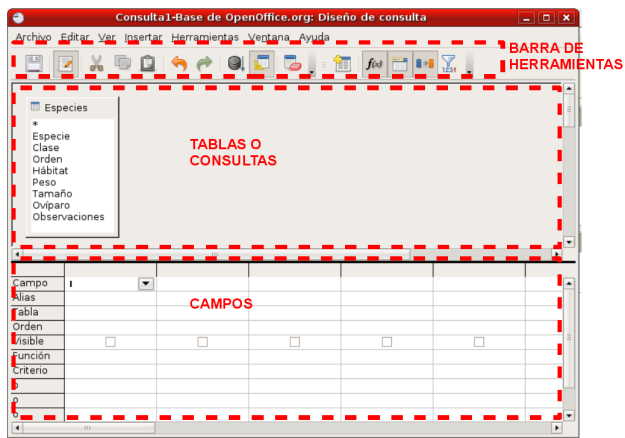 Consulta1-Base de OpenOffice.org: Diseño de consulta
Archivo Editar Ver Insertar Herramientas Ventana Ayuda
BARRA DE
HERRAMIENTAS
f(x)
123!
Especies
*
Especie
Clase
Orden
Hábitat
Peso
Tamaño
Ovíparo
Observaciones
TABLAS O
CONSULTAS
Campo
Alias
Tabla
Orden
Visible
Función
Criterio
o
o
o
CAMPOS